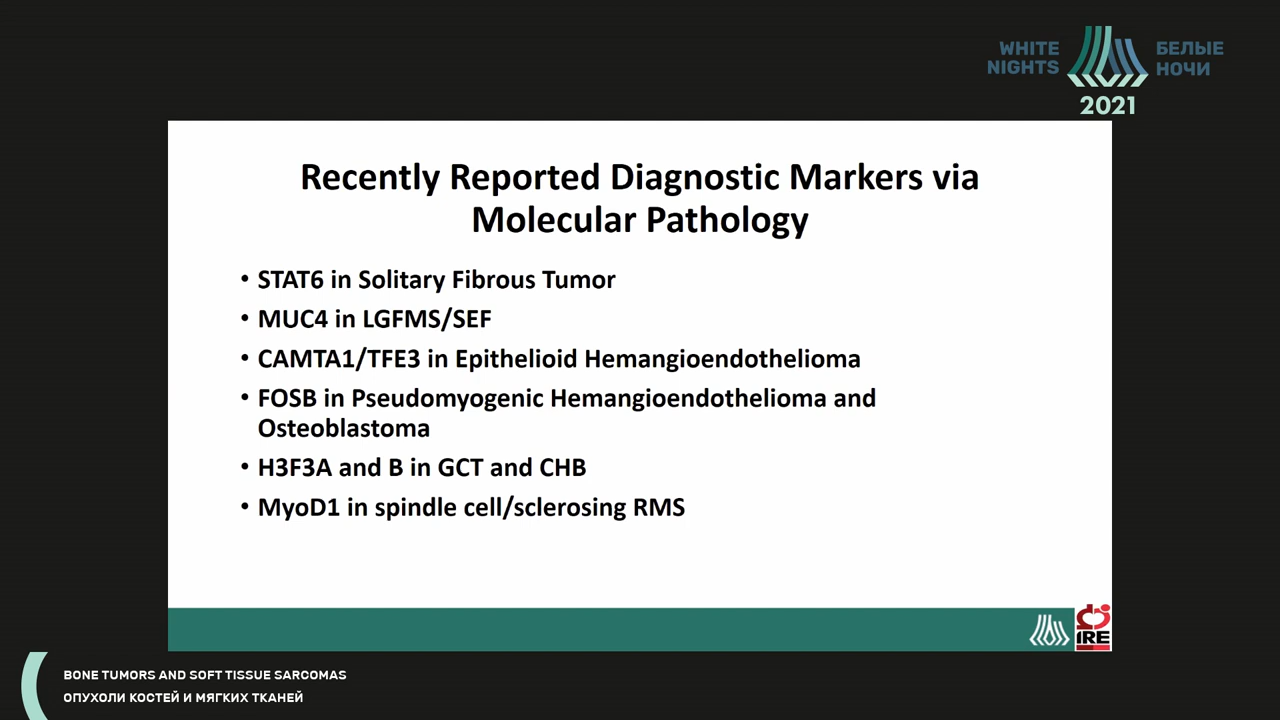 WHITE NIGHTS
БЕЛЫЕ НОЧИ
2021
Recently Reported Diagnostic Markers via
Molecular Pathology
• STAT6 in Solitary Fibrous Tumor
• MUC4 in LGFMS/SEF
• CAMTA1/TFE3 in Epithelioid Hemangioendothelioma
• FOSB in Pseudomyogenic Hemangioendothelioma and
Osteoblastoma
• H3F3A and B in GCT and CHB
• MyoD1 in spindle cell/sclerosing RMS
IRE
BONE TUMORS AND SOFT TISSUE SARCOMAS
ОПУХОЛИ КОСТЕЙ И МЯГКИХ ТКАНЕЙ